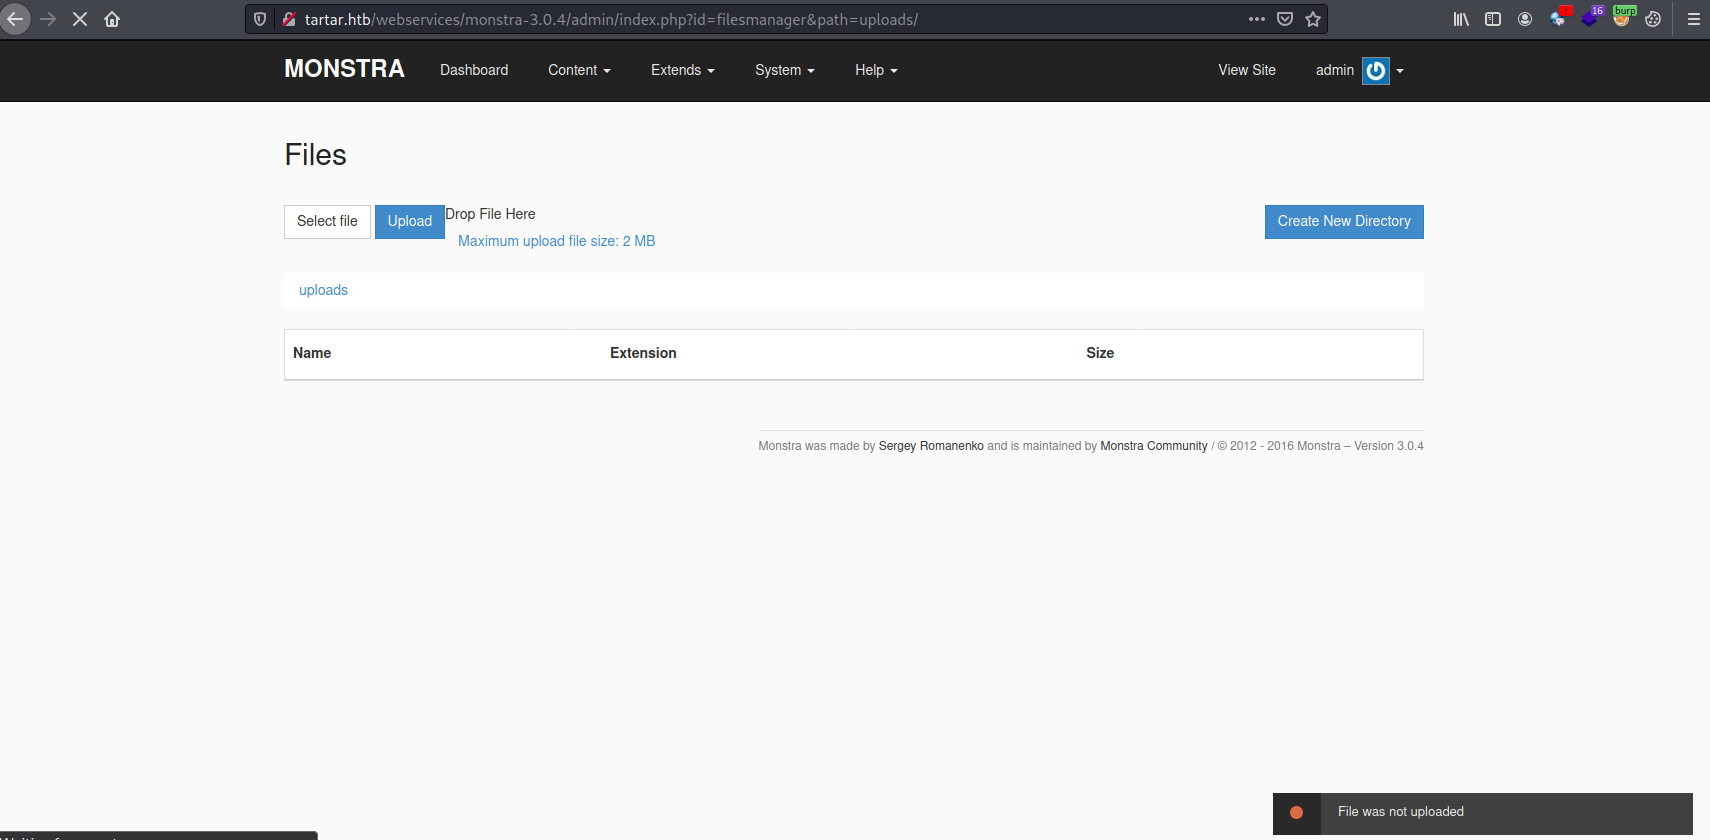 tartar.htb/webservices/monstra-3.0.4/admin/index.php?id=filesmanager&path=uploads/
! 16 burp
MONSTRA Dashboard Content Extends System Help View Site admin
Files
Select file Upload Drop File Here Create New Directory
Maximum upload file size: 2 MB
uploads
Name Extension Size
Monstra was made by Sergey Romanenko and is maintained by Monstra Community / © 2012 - 2016 Monstra – Version 3.0.4
File was not uploaded